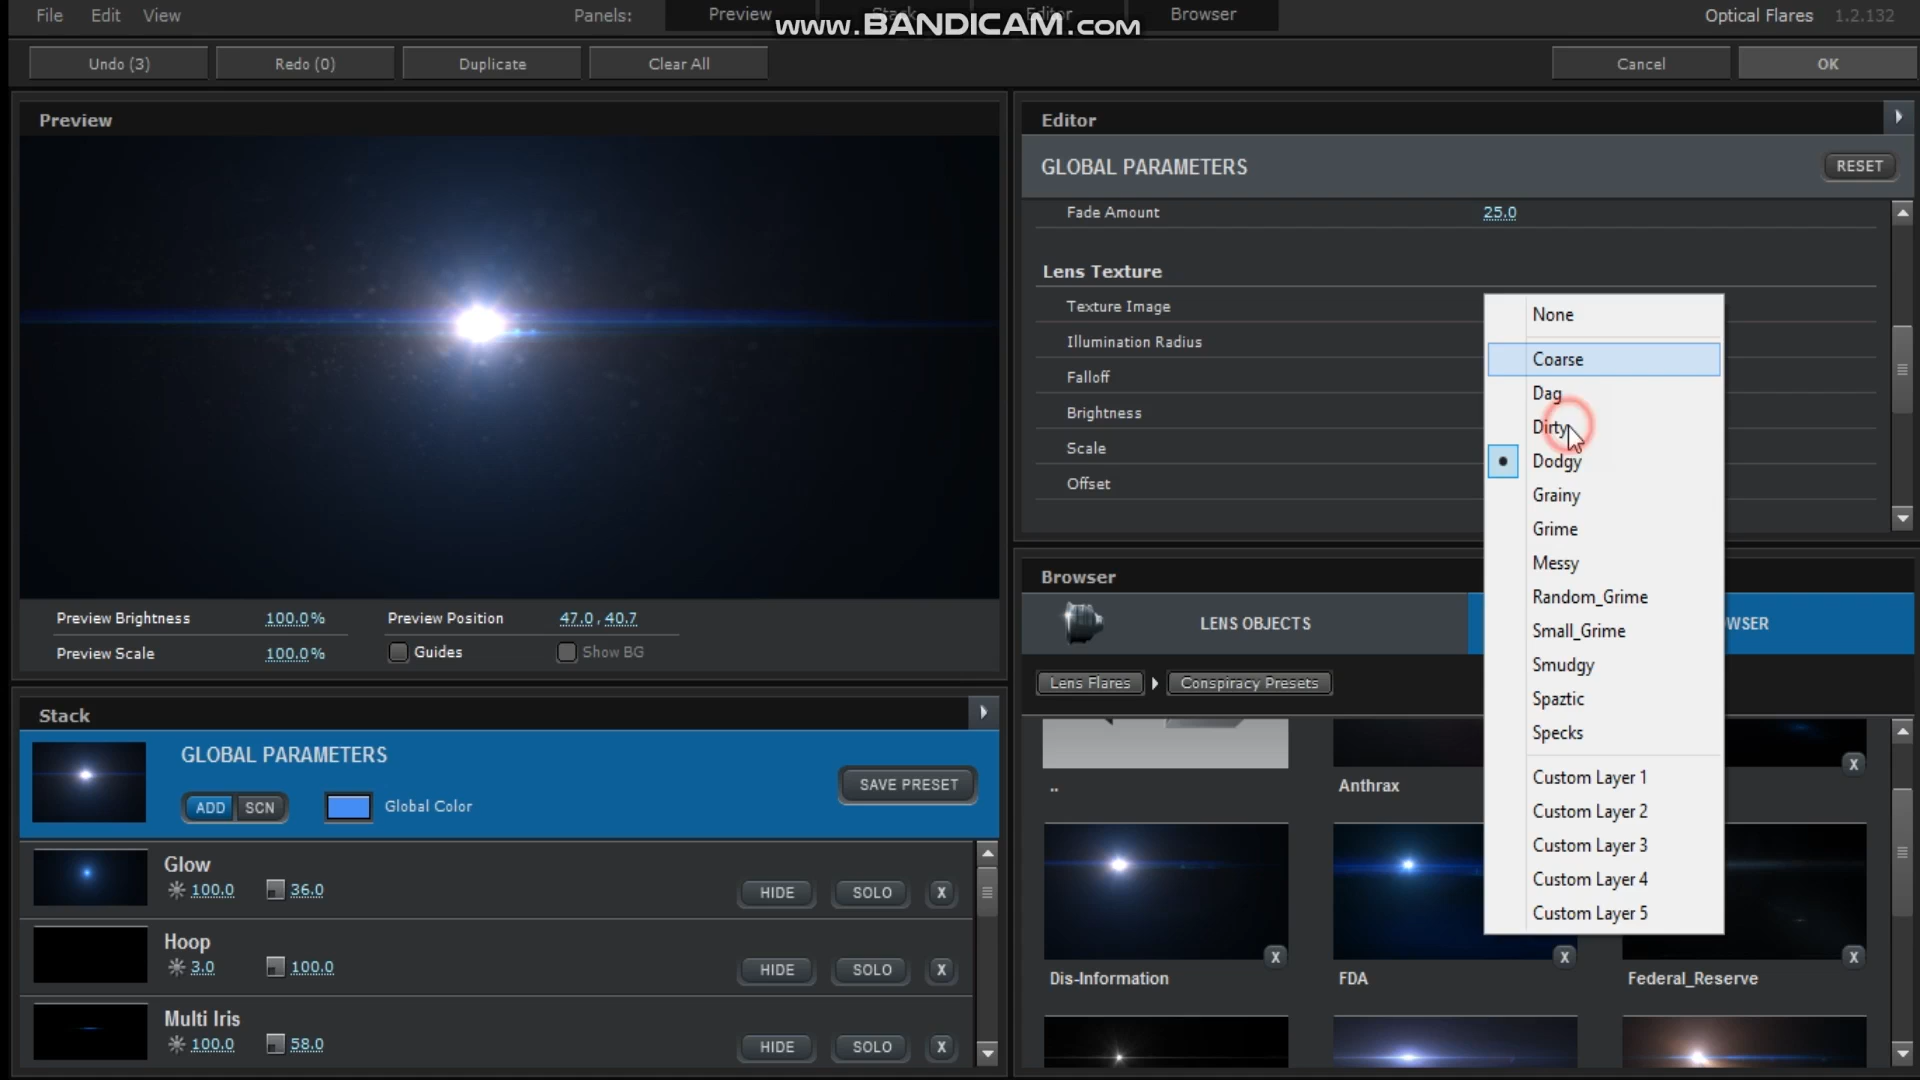 File Edit View Panels: Preview Stack Editor Browser Optical Flares 1.2.132
www.BANDICAM.com
Undo (3) Redo (0) Duplicate Clear All Cancel OK
Preview
Preview Brightness 100.0% Preview Position 47.0 , 40.7
Preview Scale 100.0% Guides Show BG
Stack
GLOBAL PARAMETERS
SAVE PRESET
ADD SCN Global Color
Glow
100.0 36.0 HIDE SOLO X
Hoop
3.0 100.0 HIDE SOLO X
Multi Iris
100.0 58.0 HIDE SOLO X
Editor
GLOBAL PARAMETERS RESET
Fade Amount 25.0
Lens Texture
Texture Image
Illumination Radius
Falloff
Brightness
Scale
Offset
None
Coarse
Dag
Dirty
Dodgy
Grainy
Grime
Messy
Random_Grime
Small_Grime
Smudgy
Spaztic
Specks
Custom Layer 1
Custom Layer 2
Custom Layer 3
Custom Layer 4
Custom Layer 5
Browser
LENS OBJECTS
Lens Flares Conspiracy Presets
.. Anthrax X
Dis-Information X FDA X Federal_Reserve X